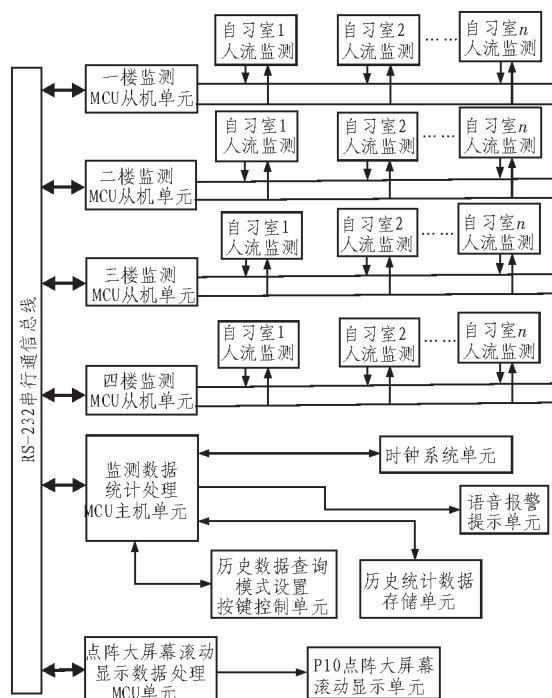 自习室1
人流监测
自习室2
人流监测
……
自习室n
人流监测
一楼监测
MCU从机单元
自习室1
人流监测
自习室2
人流监测
……
自习室n
人流监测
二楼监测
MCU从机单元
自习室1
人流监测
自习室2
人流监测
……
自习室n
人流监测
三楼监测
MCU从机单元
自习室1
人流监测
自习室2
人流监测
……
自习室n
人流监测
四楼监测
MCU从机单元
RS-232串行通信总线
监测数据
统计处理
MCU主机单元
时钟系统单元
语音报警
提示单元
历史数据查询
模式设置
按键控制单元
历史统计数据
存储单元
点阵大屏幕滚动
显示数据处理
MCU单元
P10点阵大屏幕
滚动显示单元